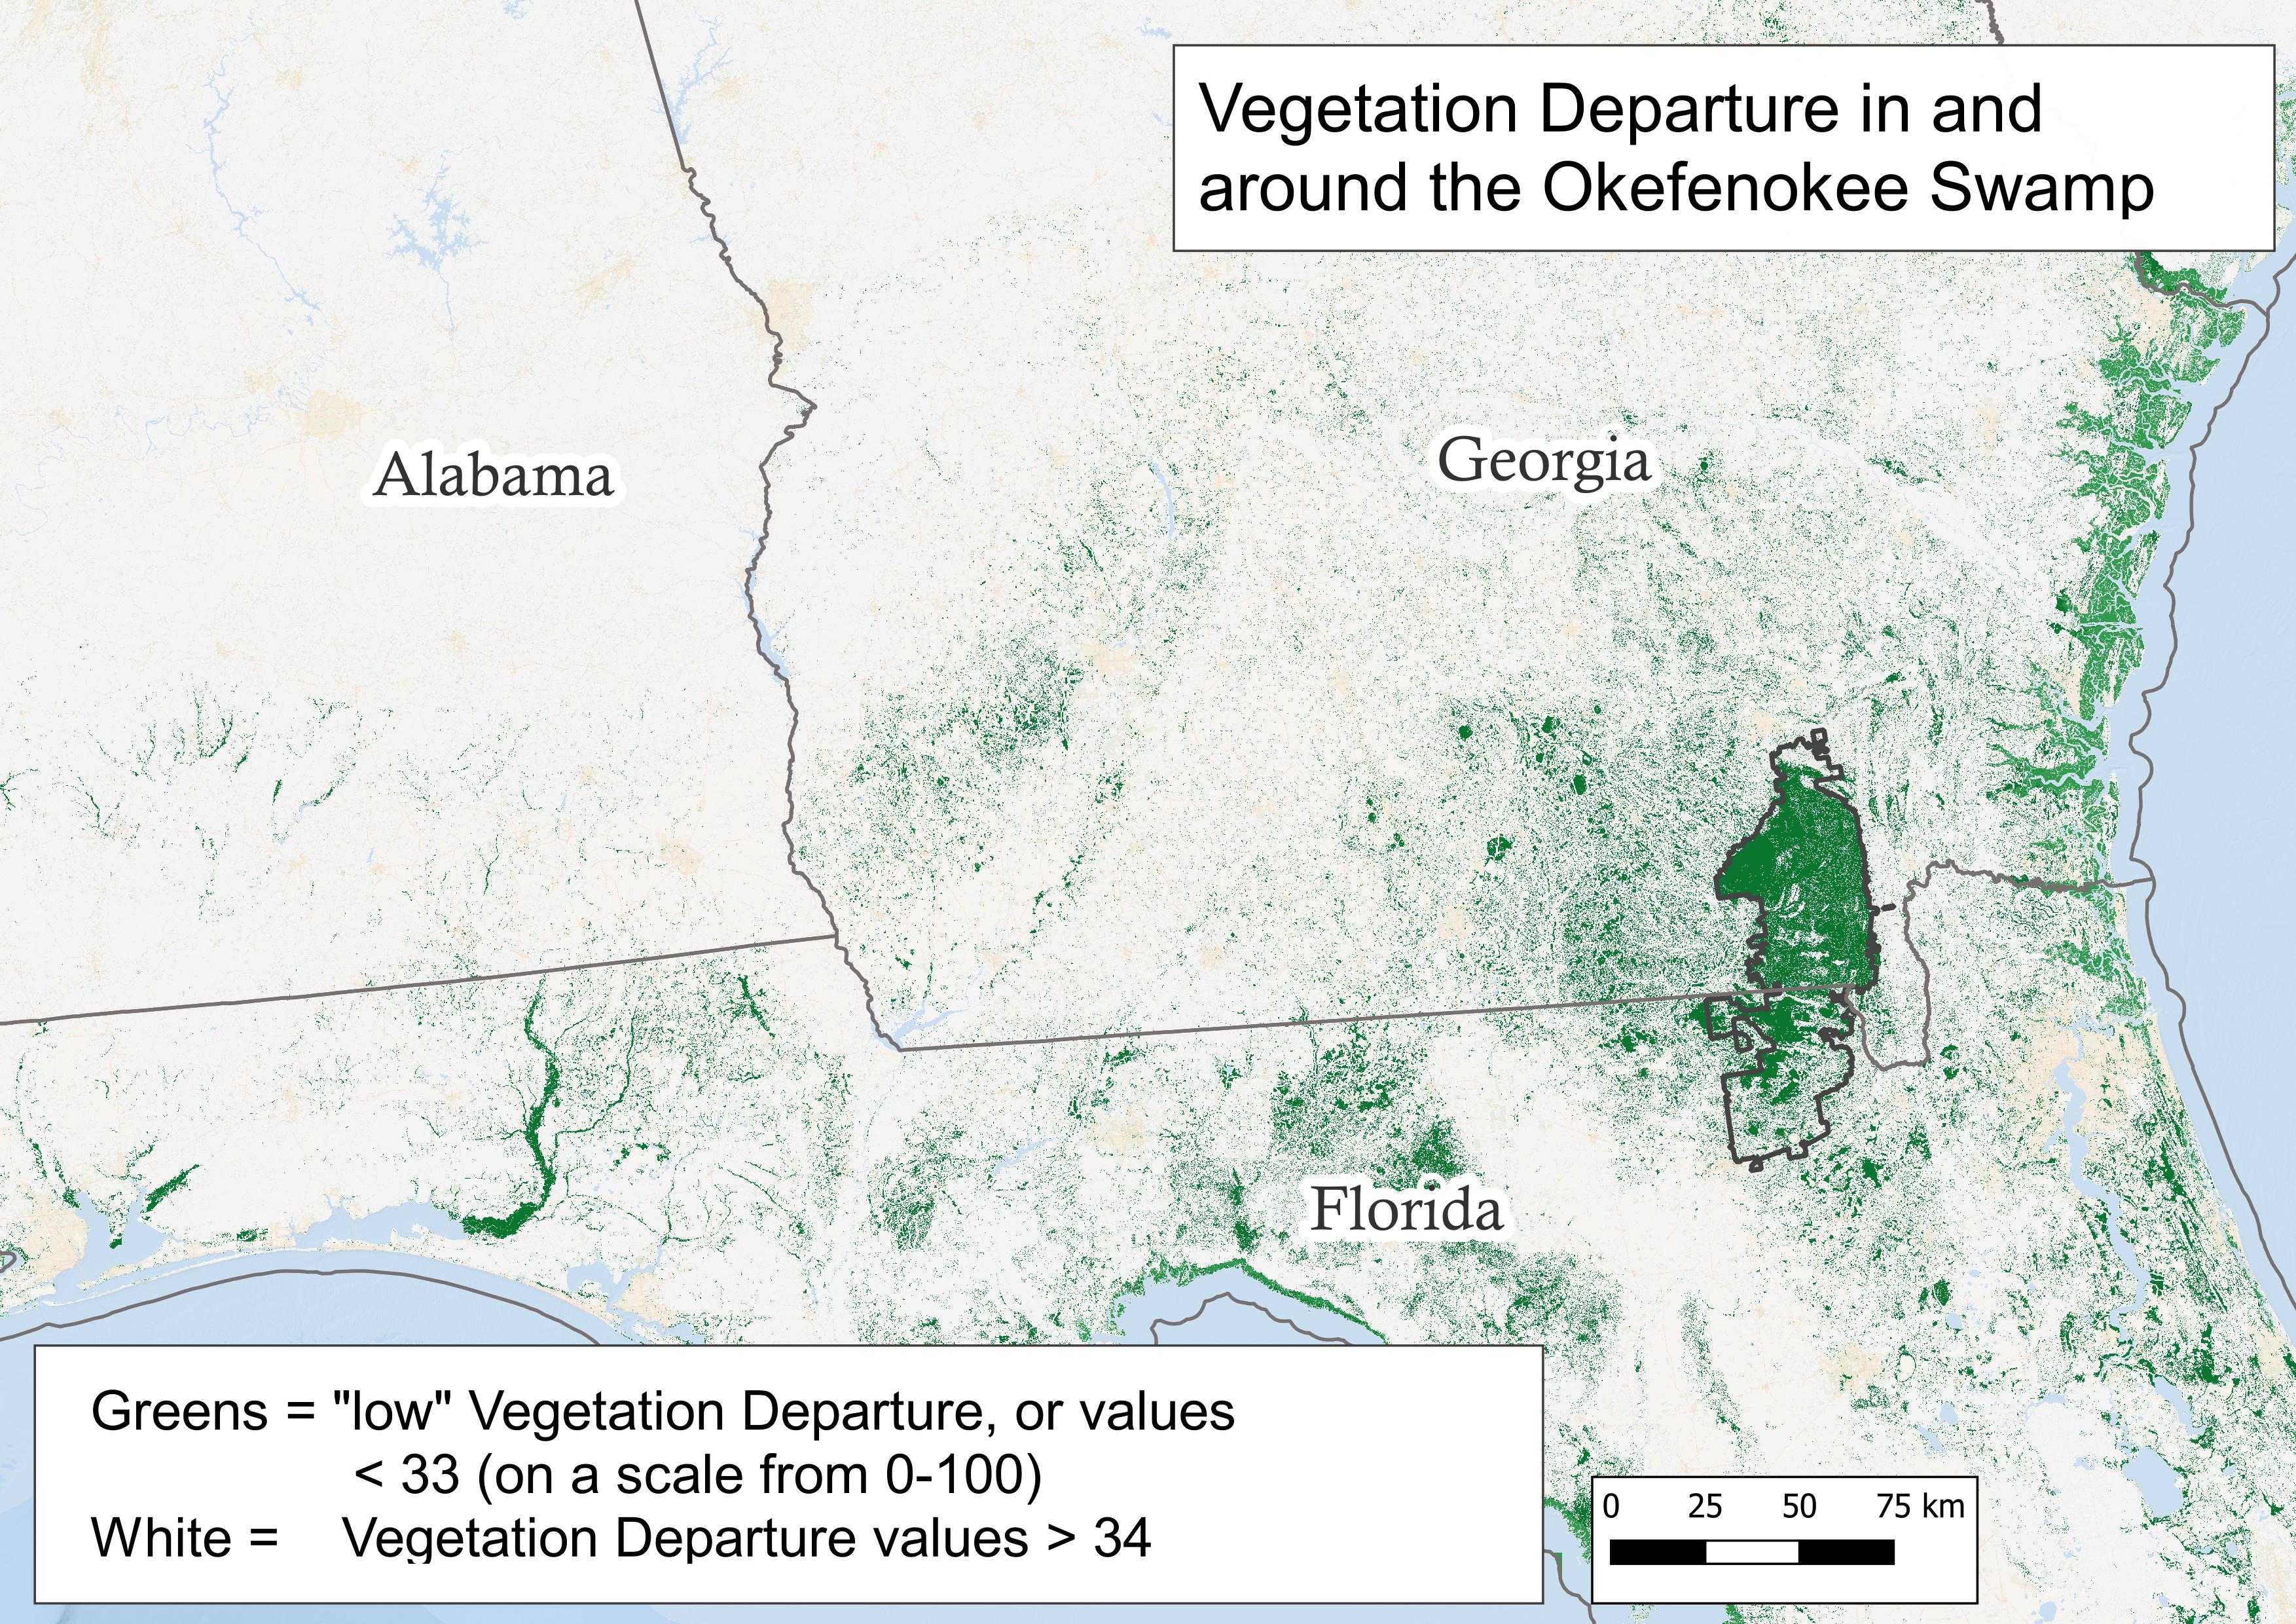 Vegetation Departure in and
around the Okefenokee Swamp
Alabama
Georgia
Florida
Greens = "low" Vegetation Departure, or values
< 33 (on a scale from 0-100)
White = Vegetation Departure values > 34
0 25 50 75 km